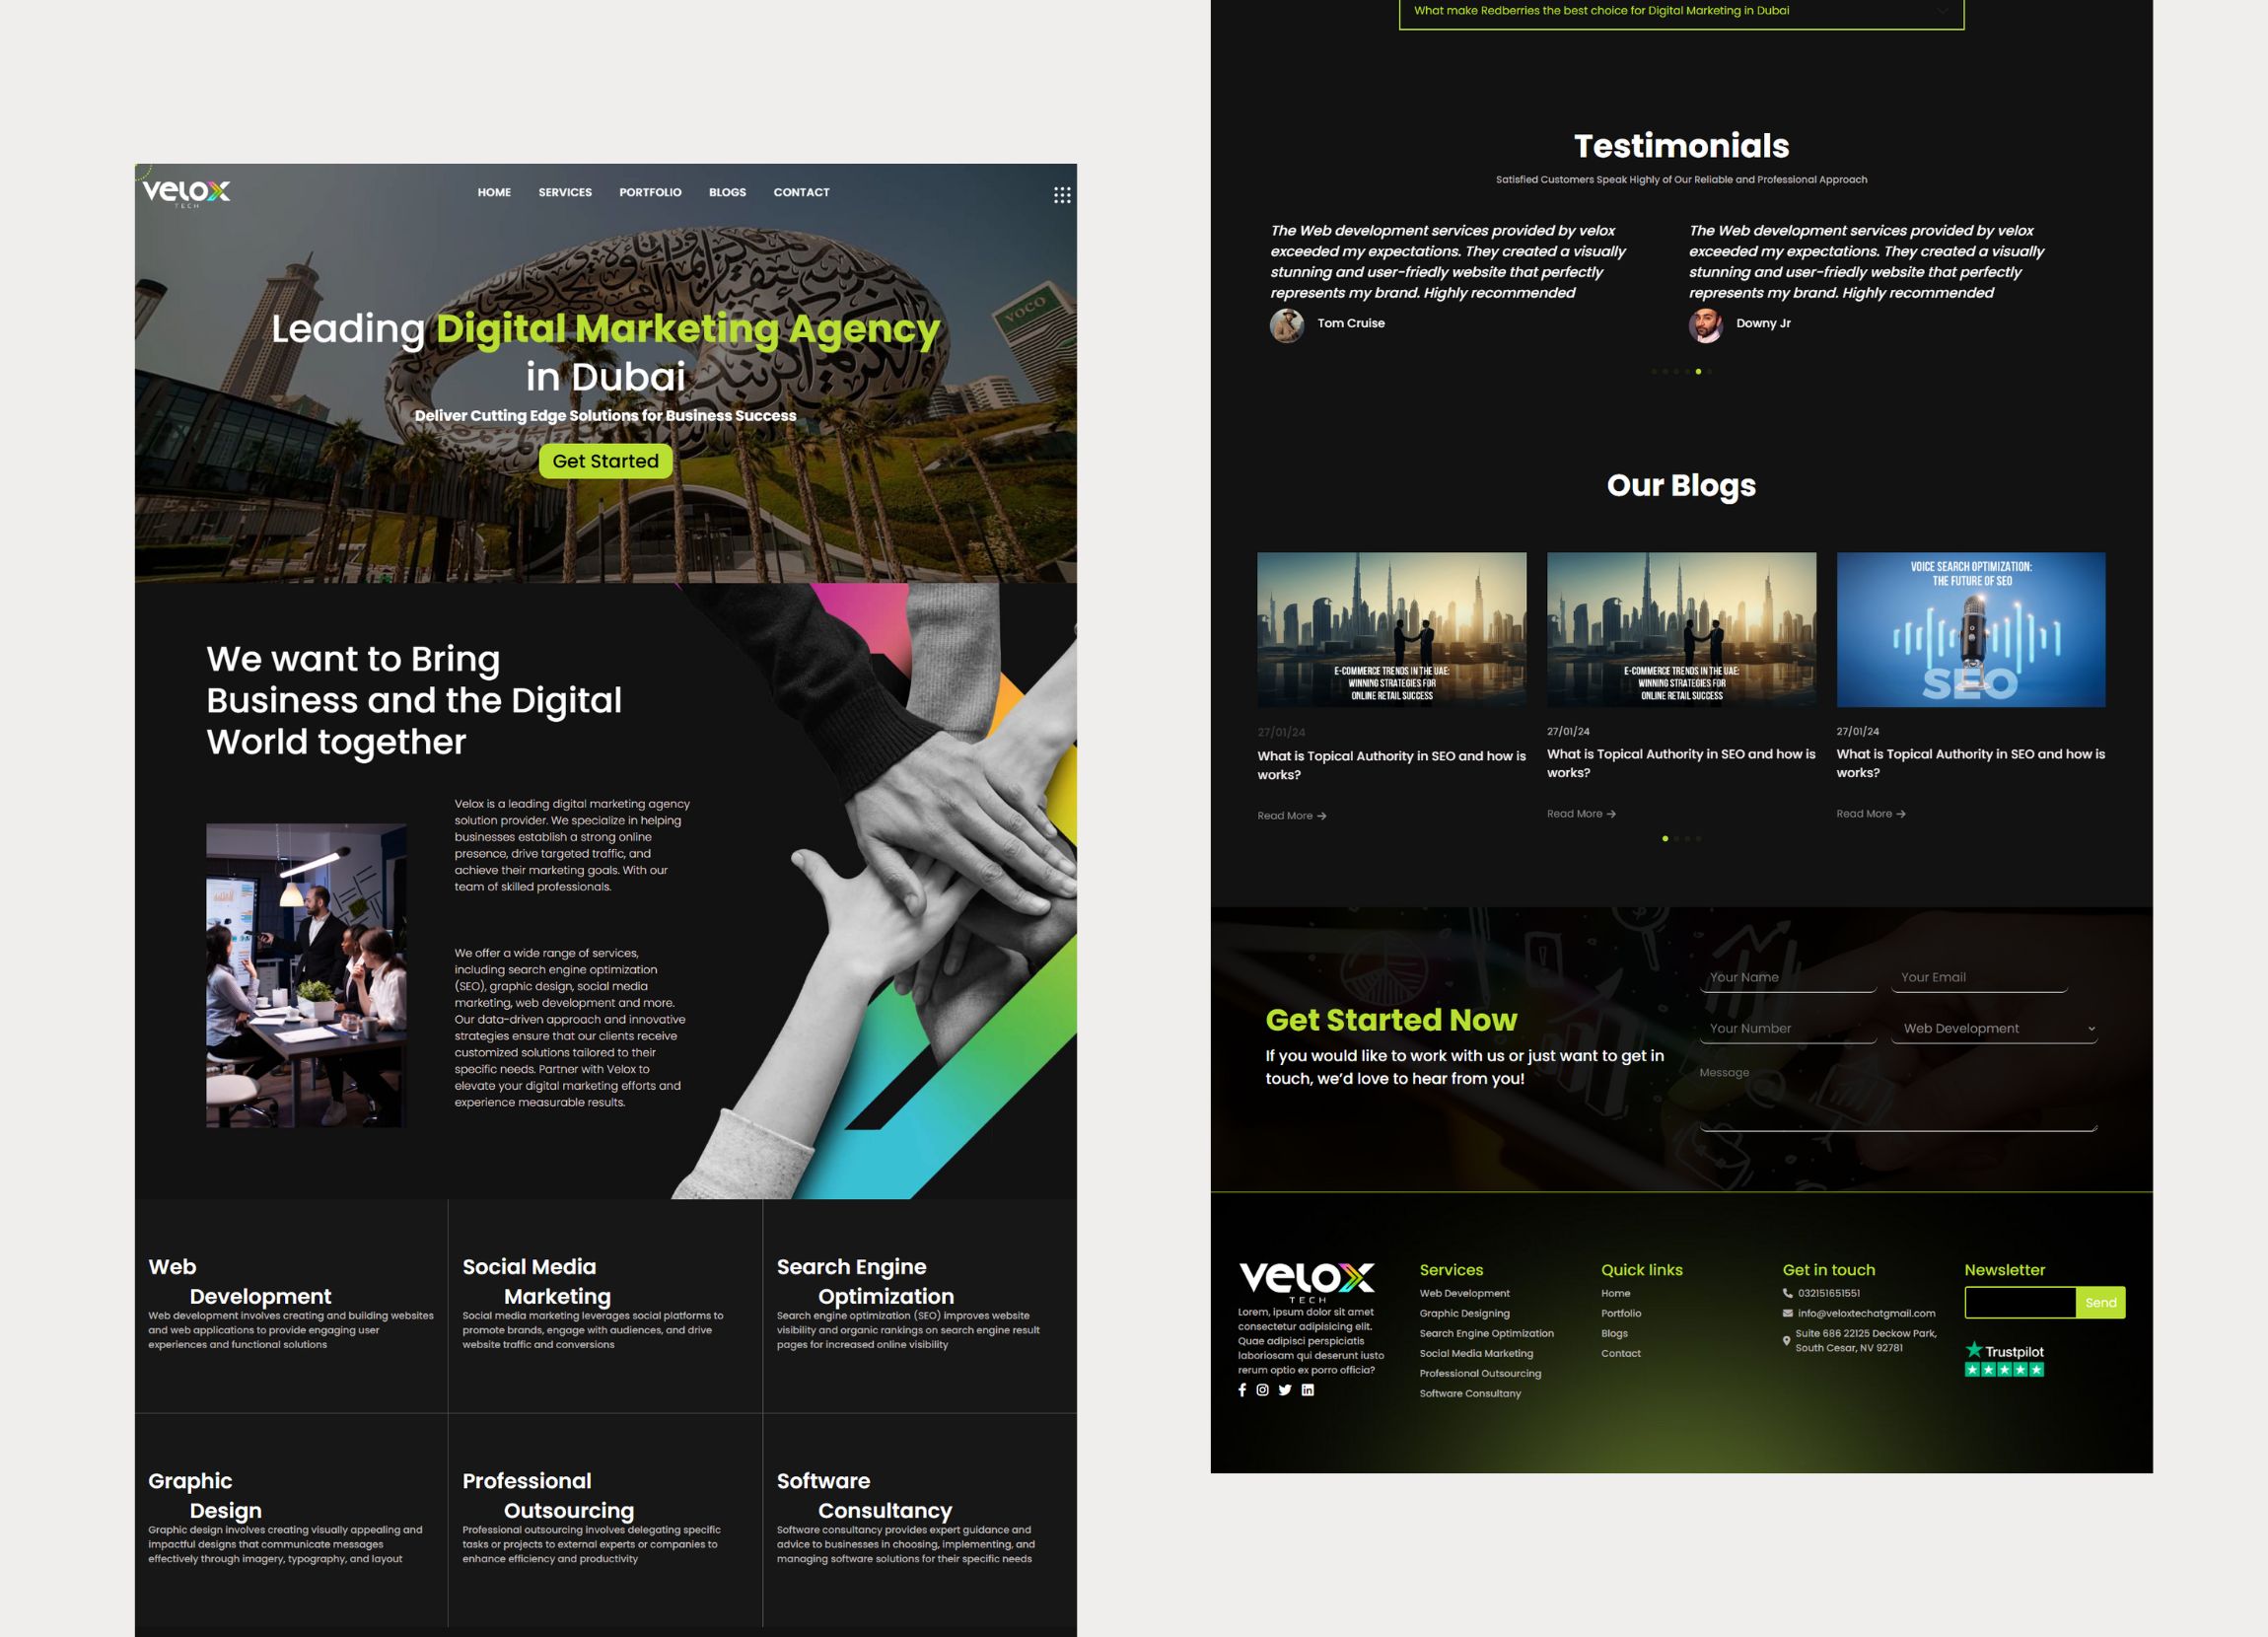 VELOX
TECH
HOME
SERVICES
PORTFOLIO
BLOGS
CONTACT
VOCO
Leading Digital Marketing Agency
in Dubai
Deliver Cutting Edge Solutions for Business Success
Get Started
We want to Bring
Business and the Digital
World together
Velox is a leading digital marketing agency
solution provider. We specialize in helping
businesses establish a strong online
presence, drive targeted traffic, and
achieve their marketing goals. With our
team of skilled professionals.
We offer a wide range of services,
including search engine optimization
(SEO), graphic design, social media
marketing, web development and more.
Our data-driven approach and innovative
strategies ensure that our clients receive
customized solutions tailored to their
specific needs. Partner with Velox to
elevate your digital marketing efforts and
experience measurable results.
Web
Development
Web development involves creating and building websites
and web applications to provide engaging user
experiences and functional solutions
Social Media
Marketing
Social media marketing leverages social platforms to
promote brands, engage with audiences, and drive
website traffic and conversions
Search Engine
Optimization
Search engine optimization (SEO) improves website
visibility and organic rankings on search engine result
pages for increased online visibility
Graphic
Design
Graphic design involves creating visually appealing and
impactful designs that communicate messages
effectively through imagery, typography, and layout
Professional
Outsourcing
Professional outsourcing involves delegating specific
tasks or projects to external experts or companies to
enhance efficiency and productivity
Software
Consultancy
Software consultancy provides expert guidance and
advice to businesses in choosing, implementing, and
managing software solutions for their specific needs
What make Redberries the best choice for Digital Marketing in Dubai
Testimonials
Satisfied Customers Speak Highly of Our Reliable and Professional Approach
The Web development services provided by velox
exceeded my expectations. They created a visually
stunning and user-friedly website that perfectly
represents my brand. Highly recommended
Tom Cruise
The Web development services provided by velox
exceeded my expectations. They created a visually
stunning and user-friedly website that perfectly
represents my brand. Highly recommended
Downy Jr
Our Blogs
E-COMMERCE TRENDS IN THE UAE:
WINNING STRATEGIES FOR
ONLINE RETAIL SUCCESS
27/01/24
What is Topical Authority in SEO and how is
works?
Read More
E-COMMERCE TRENDS IN THE UAE:
WINNING STRATEGIES FOR
ONLINE RETAIL SUCCESS
27/01/24
What is Topical Authority in SEO and how is
works?
Read More
VOICE SEARCH OPTIMIZATION:
THE FUTURE OF SEO
SEO
27/01/24
What is Topical Authority in SEO and how is
works?
Read More
Get Started Now
If you would like to work with us or just want to get in
touch, we'd love to hear from you!
Your Name
Your Email
Your Number
Web Development
Message
VELOX
TECH
Lorem, ipsum dolor sit amet
consectetur adipisicing elit.
Quae adipisci perspiciatis
laboriosam qui deserunt iusto
rerum optio ex porro officia?
Services
Web Development
Graphic Designing
Search Engine Optimization
Social Media Marketing
Professional Outsourcing
Software Consultany
Quick links
Home
Portfolio
Blogs
Contact
Get in touch
032151651551
info@veloxtechatgmail.com
Suite 686 22125 Deckow Park,
South Cesar, NV 92781
Newsletter
Send
Trustpilot